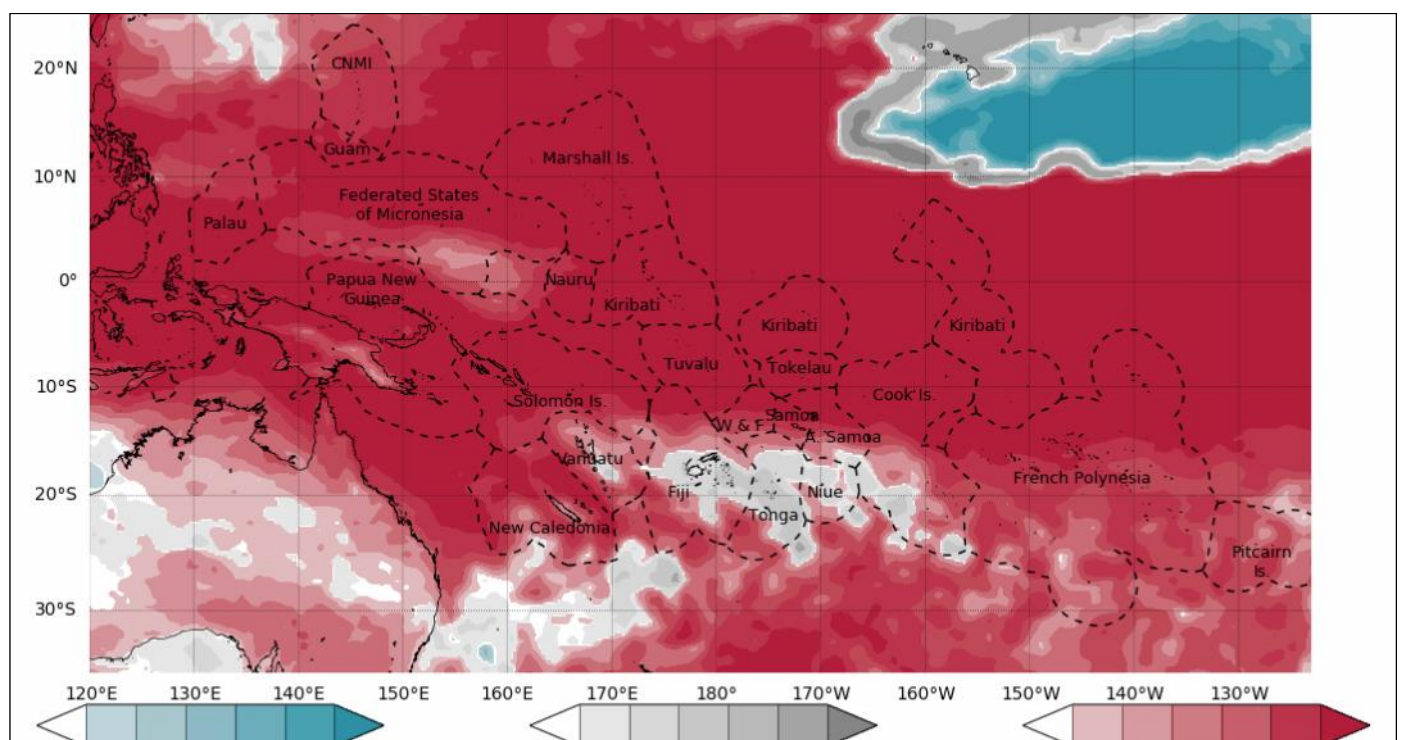 20°N
CNMI
Guam
Marshall Is.
10°N
Federated States
of Micronesia
Palau
0°
Papua New
Guinea
Nauru
Kiribati
Kiribati
Kiribati
Tuvalu
Tokelau
10°S
Solomon Is.
Cook Is.
Samoa
W & F
A. Samoa
Vanuatu
French Polynesia
20°S
Fiji
Niue
Tonga
New Caledonia
Pitcairn
Is.
30°S
120°E 130°E 140°E 150°E 160°E 170°E 180° 170°W 160°W 150°W 140°W 130°W